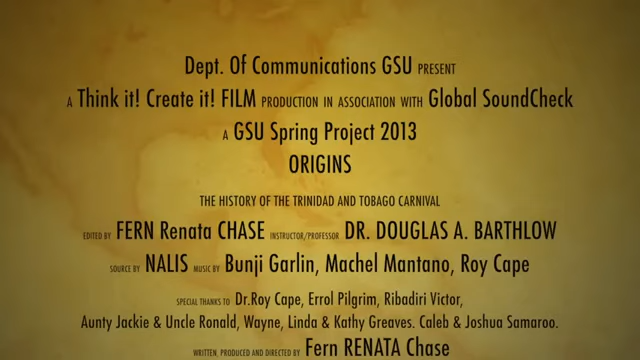 Dept. Of Communications GSU PRESENT
A Think it! Create it! FILM PRODUCTION IN ASSOCIATION WITH Global SoundCheck
A GSU Spring Project 2013
ORIGINS
THE HISTORY OF THE TRINIDAD AND TOBAGO CARNIVAL
EDITED BY FERN Renata CHASE INSTRUCTOR/PROFESSOR DR. DOUGLAS A. BARTHLOW
SOURCE BY NALIS MUSIC BY Bunji Garlin, Machel Mantano, Roy Cape
SPECIAL THANKS TO Dr.Roy Cape, Errol Pilgrim, Ribadiri Victor,
Aunty Jackie & Uncle Ronald, Wayne, Linda & Kathy Greaves. Caleb & Joshua Samaroo.
WRITTEN, PRODUCED AND DIRECTED BY Fern RENATA Chase